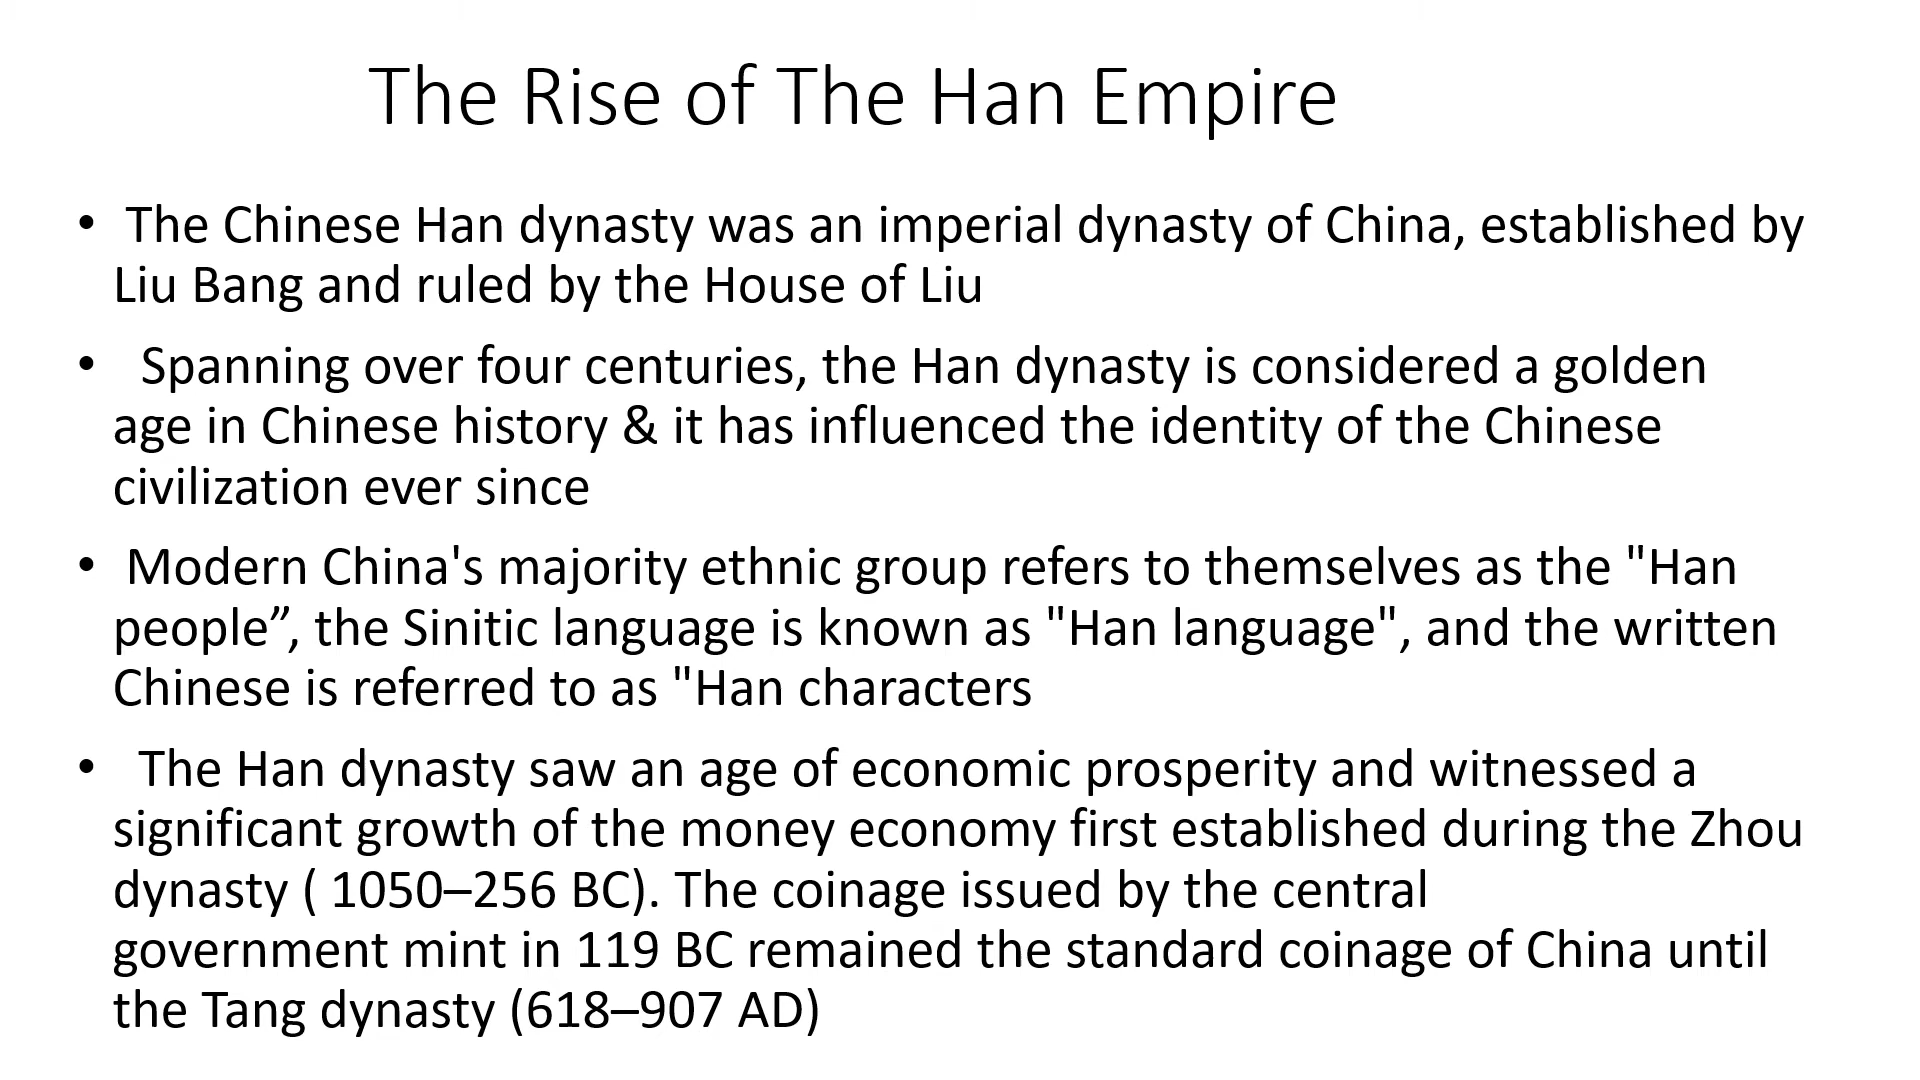 The Rise of The Han Empire
• The Chinese Han dynasty was an imperial dynasty of China, established by
Liu Bang and ruled by the House of Liu
• Spanning over four centuries, the Han dynasty is considered a golden
age in Chinese history & it has influenced the identity of the Chinese
civilization ever since
• Modern China's majority ethnic group refers to themselves as the "Han
people”, the Sinitic language is known as "Han language", and the written
Chinese is referred to as "Han characters
• The Han dynasty saw an age of economic prosperity and witnessed a
significant growth of the money economy first established during the Zhou
dynasty ( 1050–256 BC). The coinage issued by the central
government mint in 119 BC remained the standard coinage of China until
the Tang dynasty (618–907 AD)